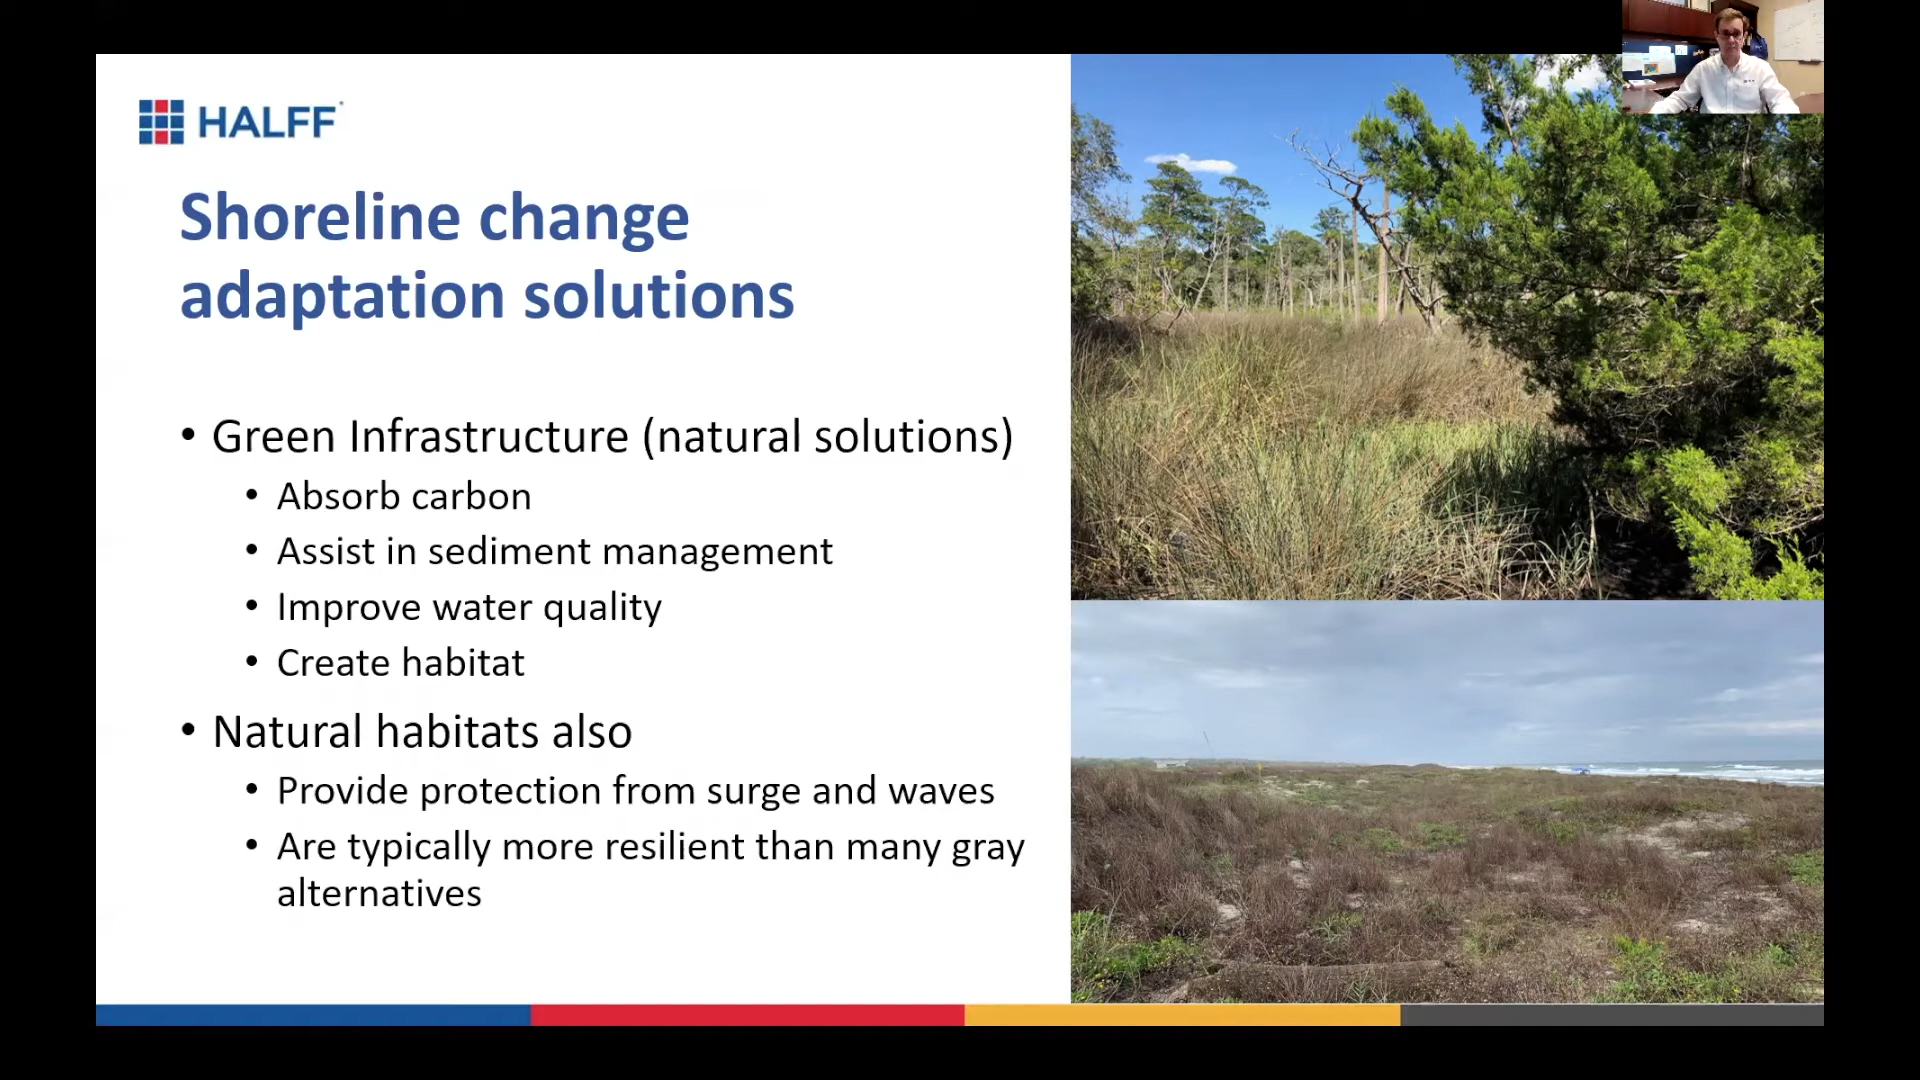 HALFF
Shoreline change
adaptation solutions
• Green Infrastructure (natural solutions)
• Absorb carbon
• Assist in sediment management
• Improve water quality
• Create habitat
• Natural habitats also
• Provide protection from surge and waves
• Are typically more resilient than many gray
alternatives